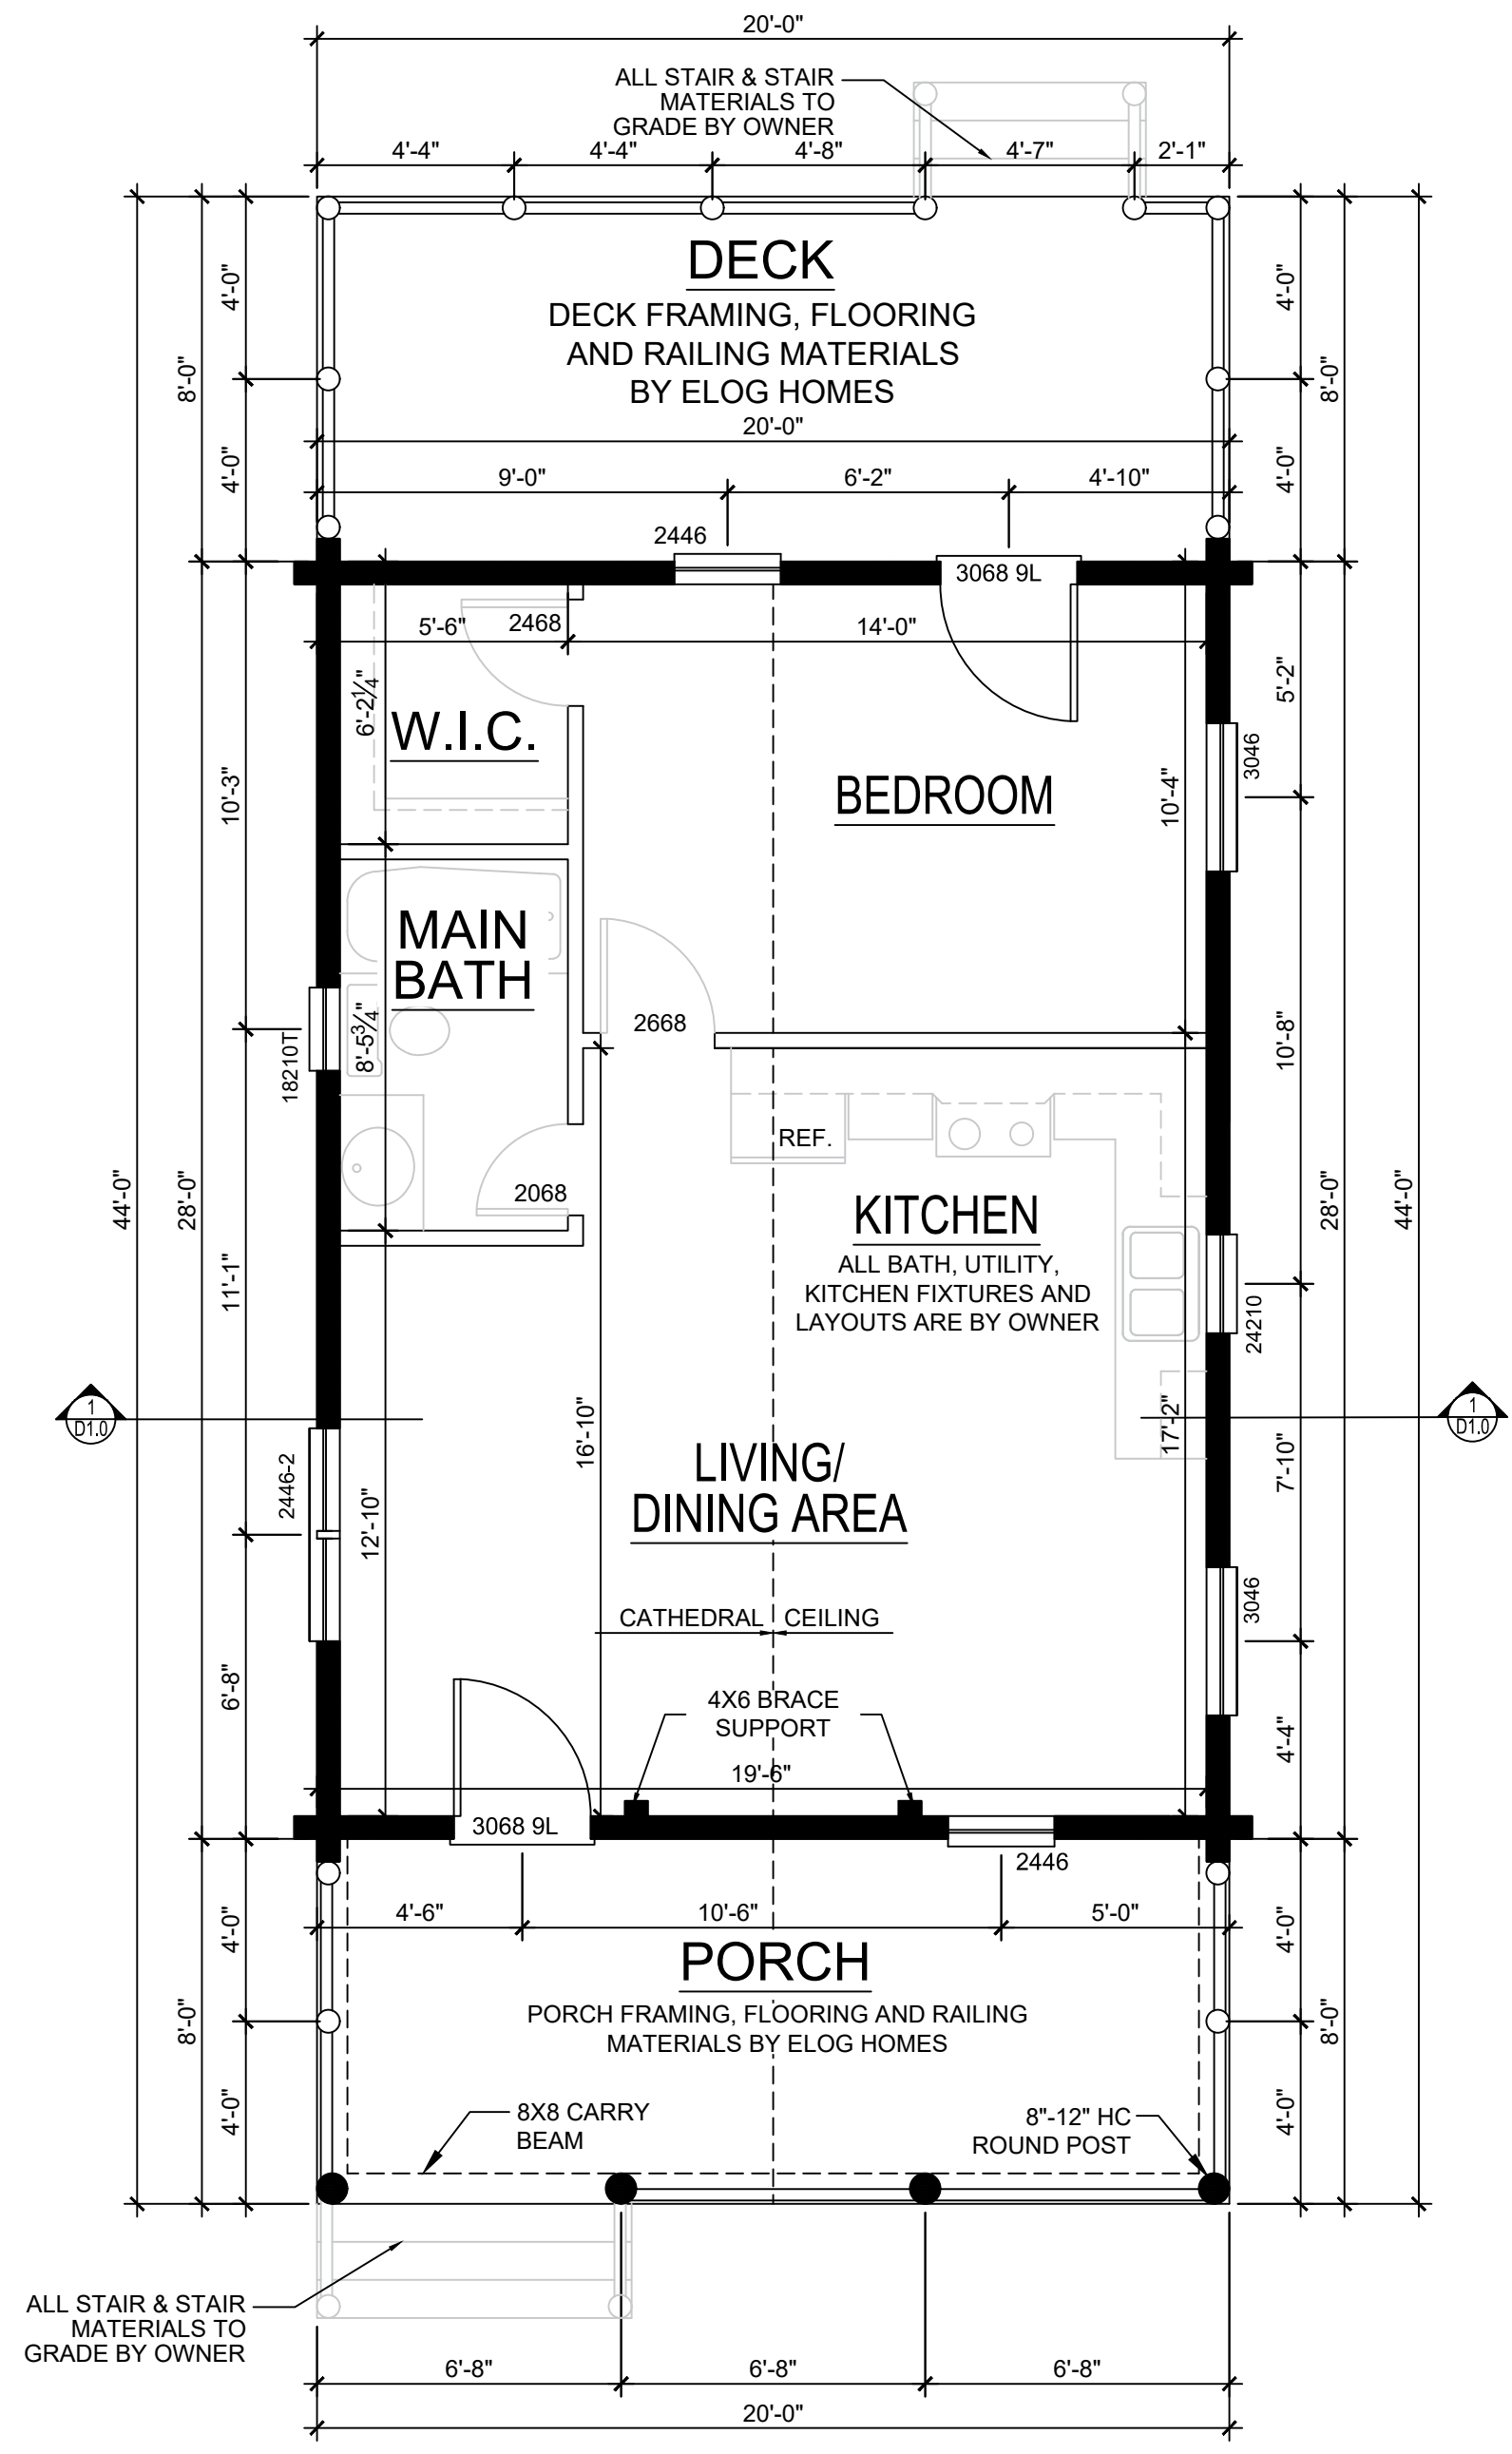 20'-0"
ALL STAIR & STAIR
MATERIALS TO
GRADE BY OWNER
4'-4"
4'-4"
4'-8"
4'-7"
2'-1"
DECK
DECK FRAMING, FLOORING
AND RAILING MATERIALS
BY ELOG HOMES
20'-0"
9'-0"
6'-2"
4'-10"
4'-0"
8'-0"
4'-0"
4'-0"
8'-0"
4'-0"
2446
3068 9L
5'-6"
2468
14'-0"
6'-2¼"
W.I.C.
BEDROOM
10'-3"
10'-4"
5'-2"
3046
MAIN
BATH
8'-5¾"
18210T
2668
10'-8"
REF.
2068
KITCHEN
ALL BATH, UTILITY,
KITCHEN FIXTURES AND
LAYOUTS ARE BY OWNER
44'-0"
28'-0"
11'-1"
24210
28'-0"
44'-0"
1
D1.0
1
D1.0
2446-2
12'-10"
16'-10"
LIVING/
DINING AREA
17'-2"
7'-10"
3046
CATHEDRAL CEILING
4X6 BRACE
SUPPORT
6'-8"
4'-4"
19'-6"
3068 9L
2446
4'-6"
10'-6"
5'-0"
PORCH
PORCH FRAMING, FLOORING AND RAILING
MATERIALS BY ELOG HOMES
4'-0"
8'-0"
4'-0"
4'-0"
8'-0"
4'-0"
8X8 CARRY
BEAM
8"-12" HC
ROUND POST
ALL STAIR & STAIR
MATERIALS TO
GRADE BY OWNER
6'-8"
6'-8"
6'-8"
20'-0"